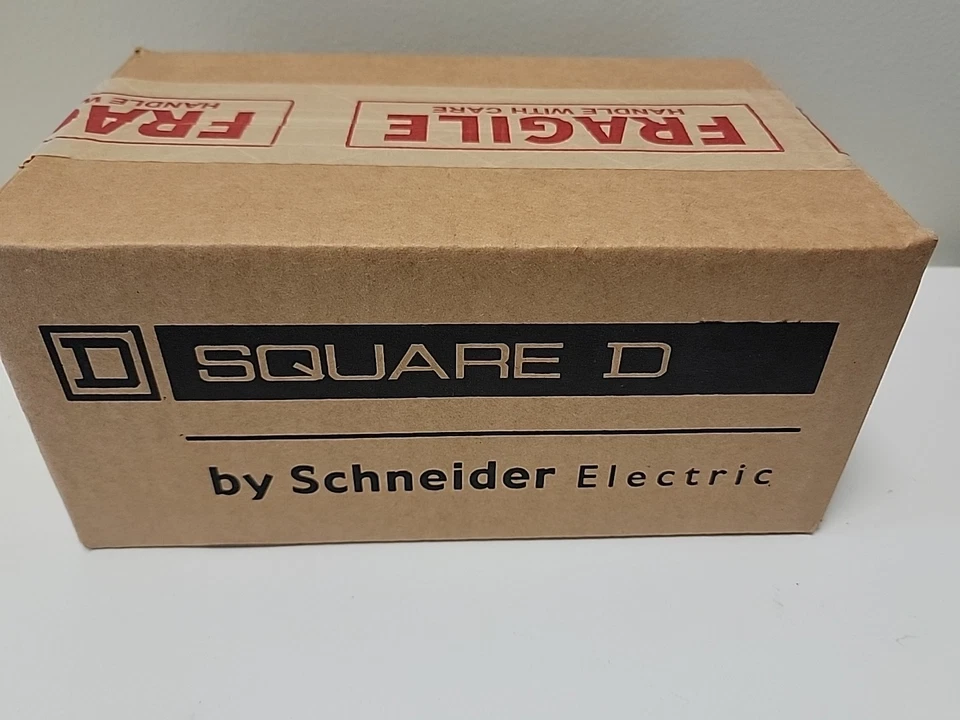 FRAGILE
HANDLE WITH CARE
FRA
HANDLE W
D SQUARE D
by Schneider Electric